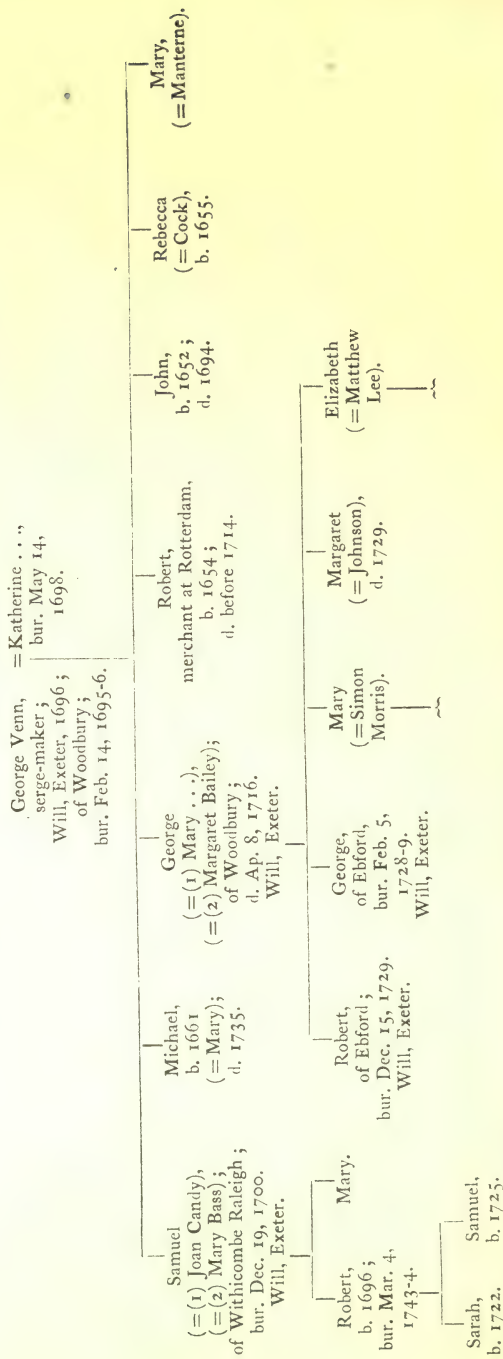 George Venn,
serge-maker;
Will, Exeter, 1696;
of Woodbury;
bur. Feb. 14, 1695-6.
=Katherine . . .,
bur. May 14,
1698.
Samuel
(=(1) Joan Candy),
(=(2) Mary Bass);
of Withicombe Raleigh;
bur. Dec. 19, 1700.
Will, Exeter.
Michael,
b. 1661
(=Mary);
d. 1735.
George
(=(1) Mary . . .),
(=(2) Margaret Bailey);
of Woodbury;
d. Ap. 8, 1716.
Will, Exeter.
Robert,
merchant at Rotterdam,
b. 1654;
d. before 1714.
John,
b. 1652;
d. 1694.
Rebecca
(=Cock),
b. 1655.
Mary,
(=Manterne).
Robert,
b. 1696;
bur. Mar. 4,
1743-4.
Mary.
Robert,
of Ebford;
bur. Dec. 15, 1729.
Will, Exeter.
George,
of Ebford,
bur. Feb. 5,
1728-9.
Will, Exeter.
Mary
(=Simon
Morris).
Margaret
(=Johnson),
d. 1729.
Elizabeth
(=Matthew
Lee).
Sarah,
b. 1722.
Samuel,
b. 1725.